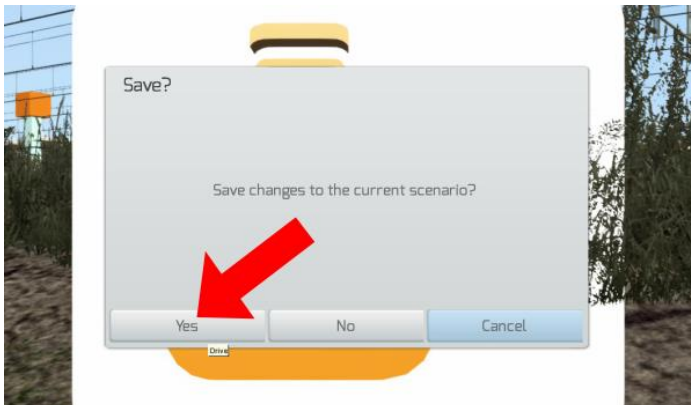 Save?
Save changes to the current scenario?
Yes
No
Cancel
Drive